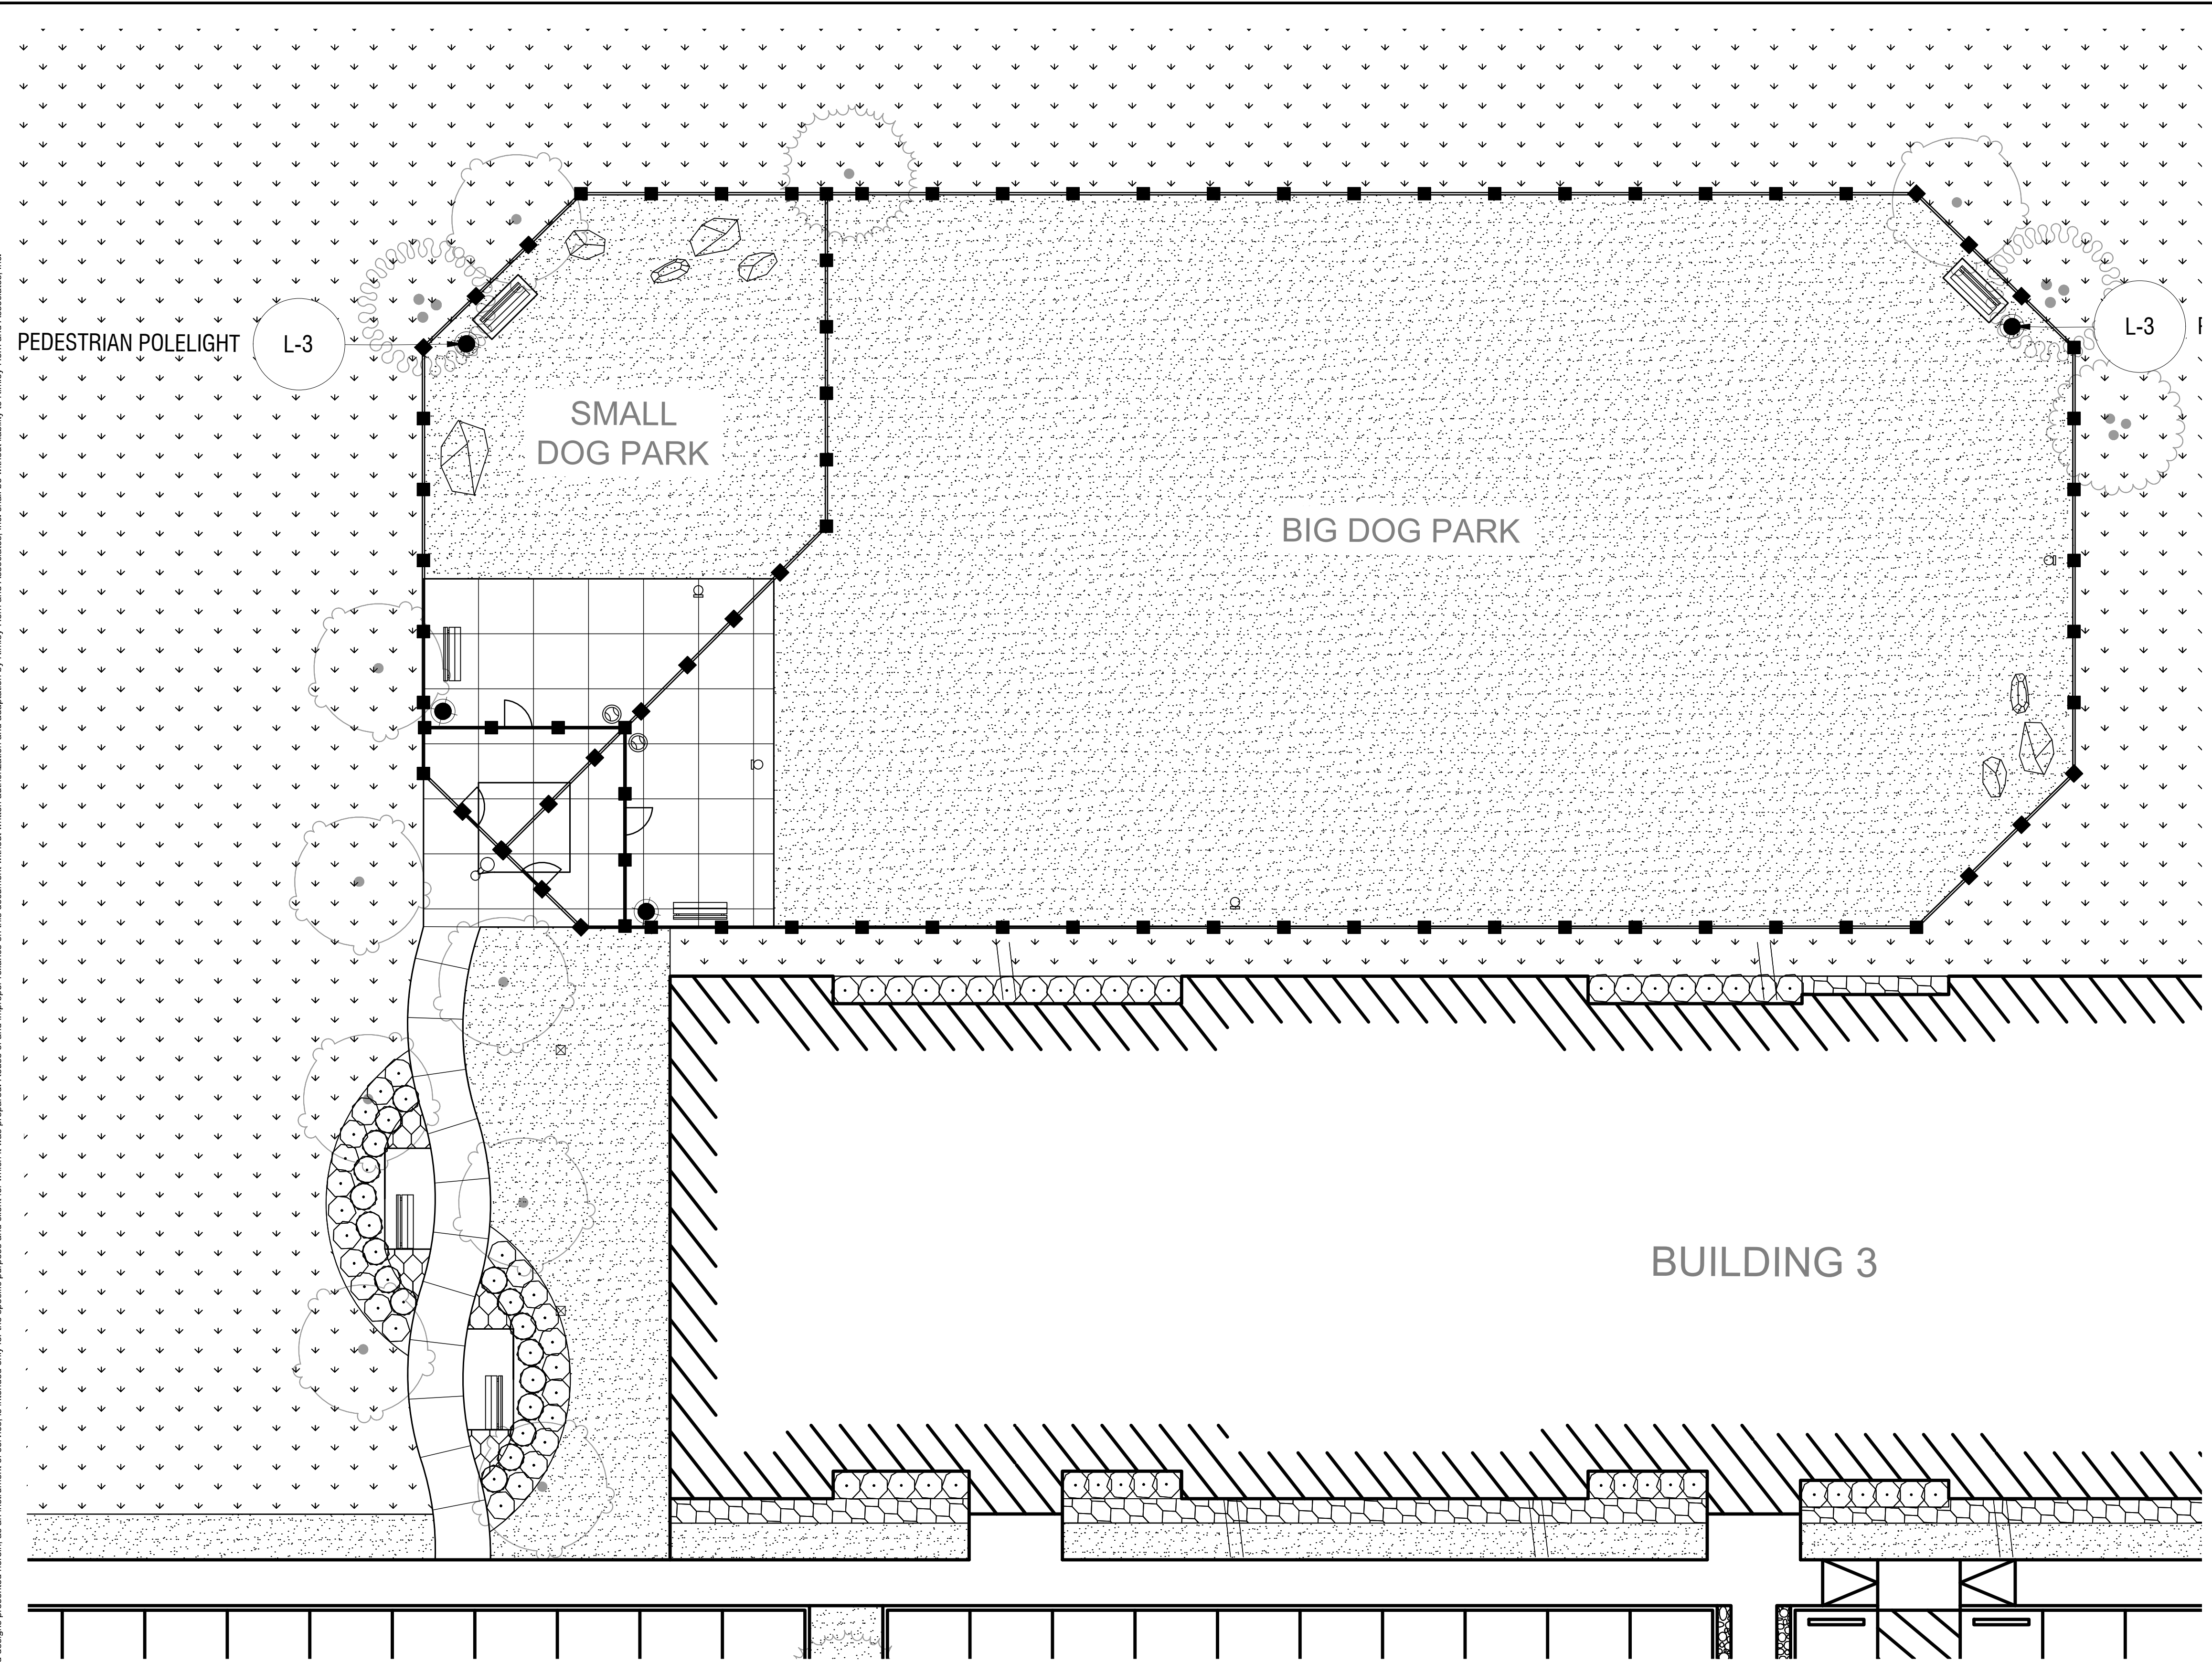 PEDESTRIAN POLELIGHT
L-3
L-3
SMALL
DOG PARK
BIG DOG PARK
BUILDING 3